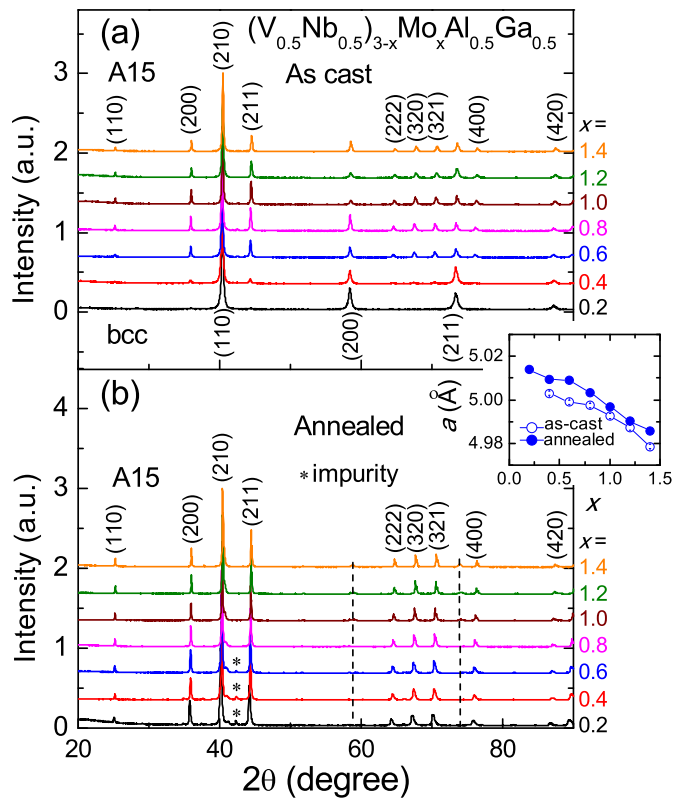 (a)
(V0.5Nb0.5)3-xMoxAl0.5Ga0.5
A15
As cast
(110)
(200)
(210)
(211)
(222)
(320)
(321)
(400)
(420)
x =
1.4
1.2
1.0
0.8
0.6
0.4
0.2
3
2
1
0
Intensity (a.u.)
bcc
(110)
(200)
(211)
5.02
5.00
4.98
a (Å)
as-cast
annealed
0.0 0.5 1.0 1.5
x
(b)
Annealed
* impurity
A15
(110)
(200)
(210)
(211)
(222)
(320)
(321)
(400)
(420)
x =
1.4
1.2
1.0
0.8
0.6
0.4
0.2
*
*
*
4
3
2
1
0
Intensity (a.u.)
20 40 60 80
2θ (degree)